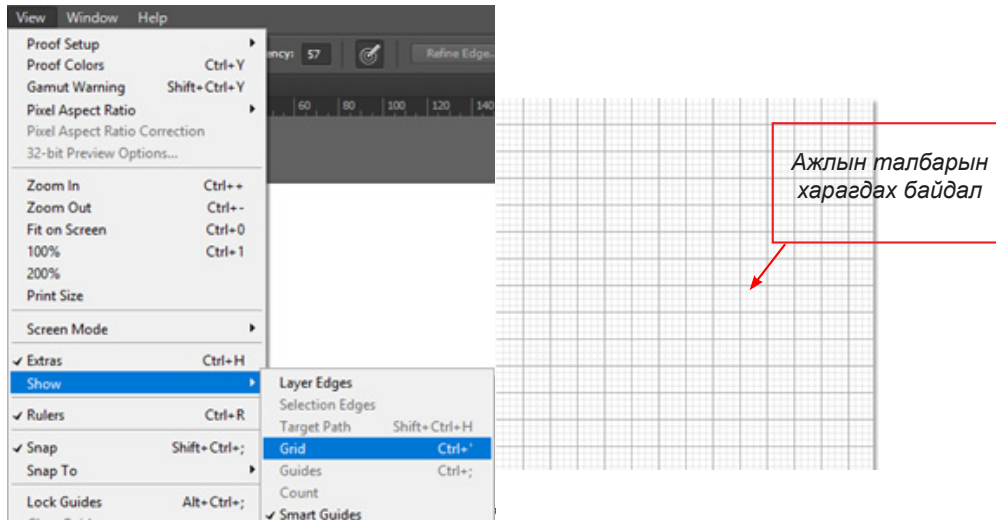 View Window Help
ency: 57 Refine Edge...
60 80 100 120 140
Proof Setup
Proof Colors Ctrl+Y
Gamut Warning Shift+Ctrl+Y
Pixel Aspect Ratio
Pixel Aspect Ratio Correction
32-bit Preview Options...
Zoom In Ctrl++
Zoom Out Ctrl+-
Fit on Screen Ctrl+0
100% Ctrl+1
200%
Print Size
Screen Mode
Extras Ctrl+H
Show
Rulers Ctrl+R
Snap Shift+Ctrl+;
Snap To
Lock Guides Alt+Ctrl+;
Layer Edges
Selection Edges
Target Path Shift+Ctrl+H
Grid Ctrl+'
Guides Ctrl+;
Count
Smart Guides
Ажлын талбарын
харагдах байдал